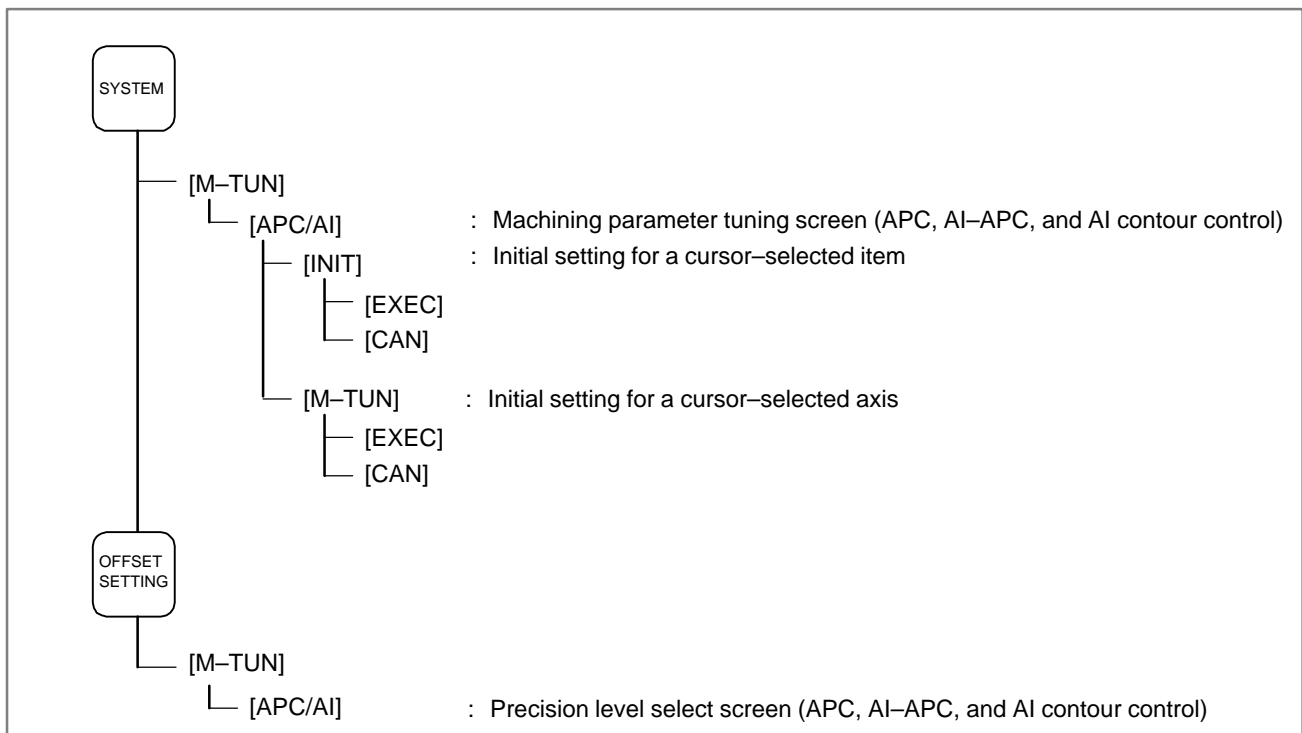 SYSTEM
[M–TUN]
[APC/AI] : Machining parameter tuning screen (APC, AI–APC, and AI contour control)
[INIT] : Initial setting for a cursor–selected item
[EXEC]
[CAN]
[M–TUN] : Initial setting for a cursor–selected axis
[EXEC]
[CAN]
OFFSET
SETTING
[M–TUN]
[APC/AI] : Precision level select screen (APC, AI–APC, and AI contour control)